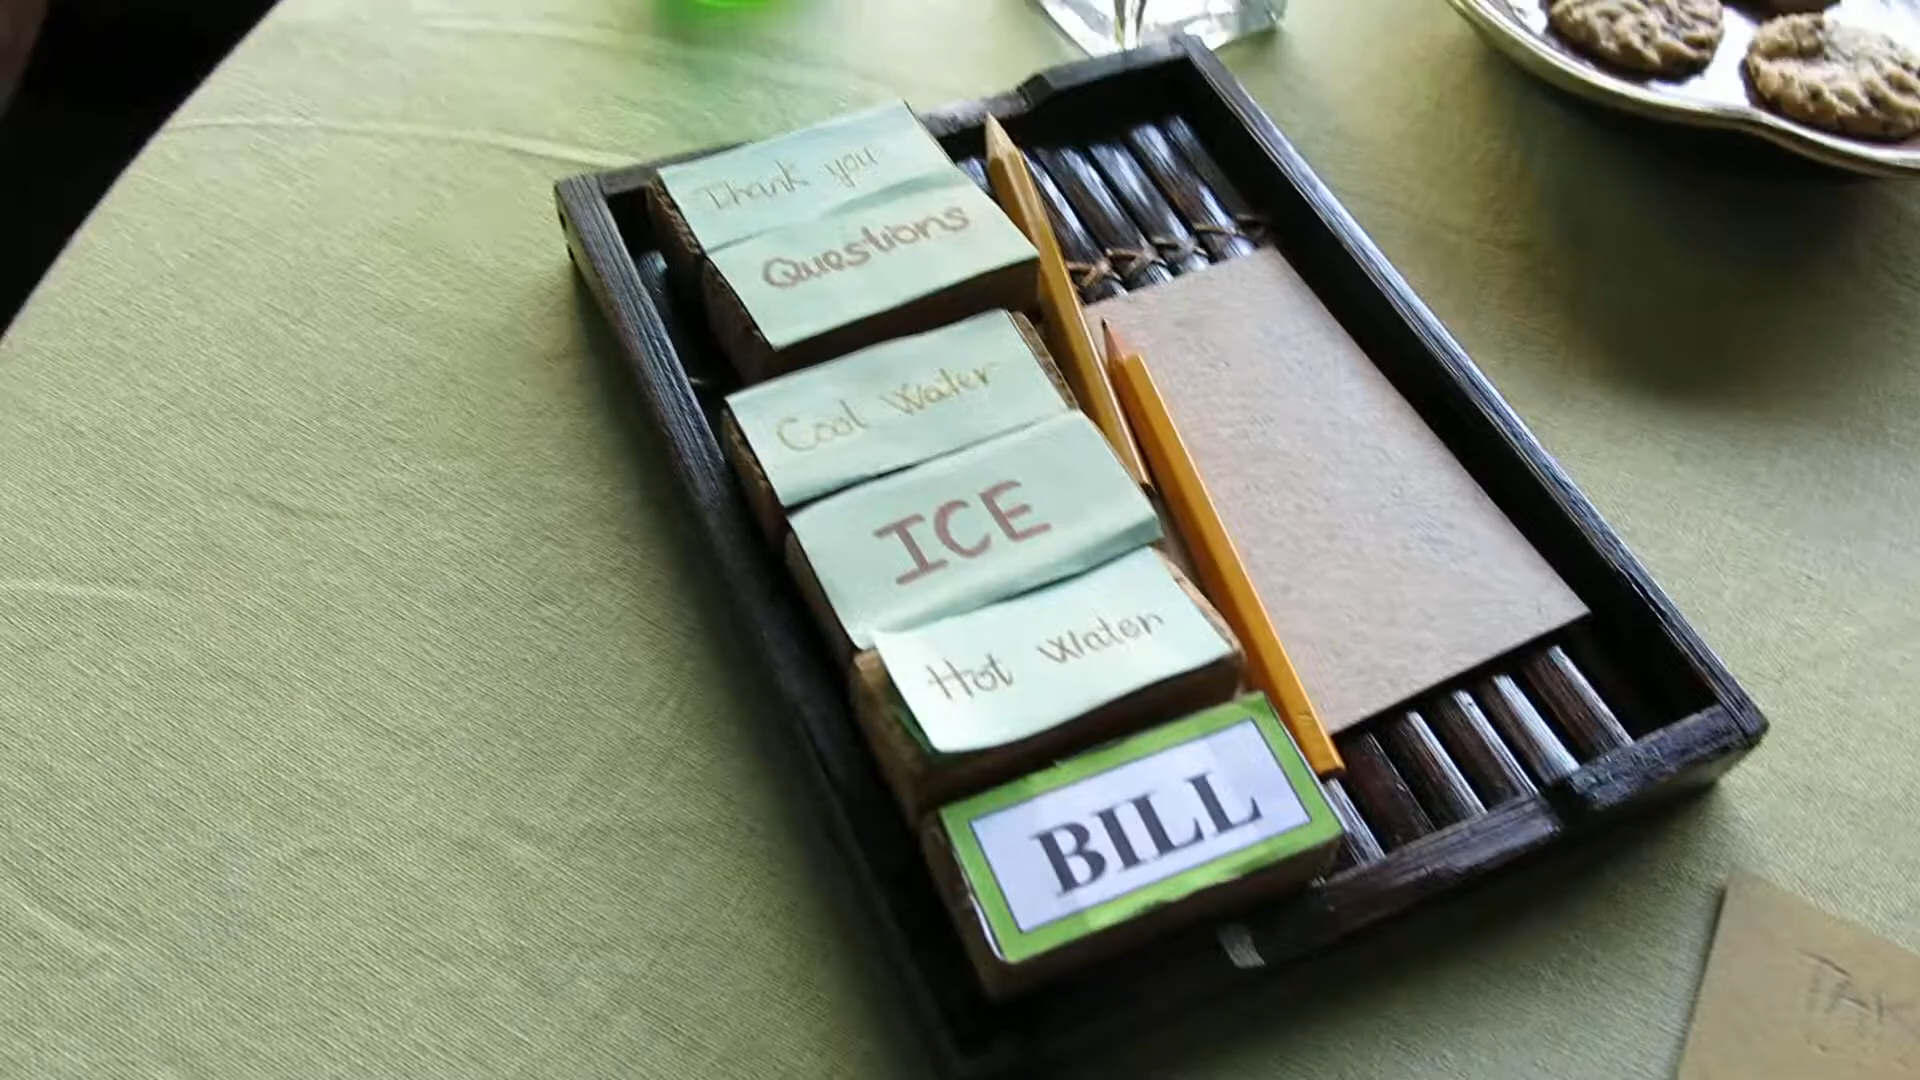 Thank you
Questions
Cool Water
ICE
Hot Water
BILL